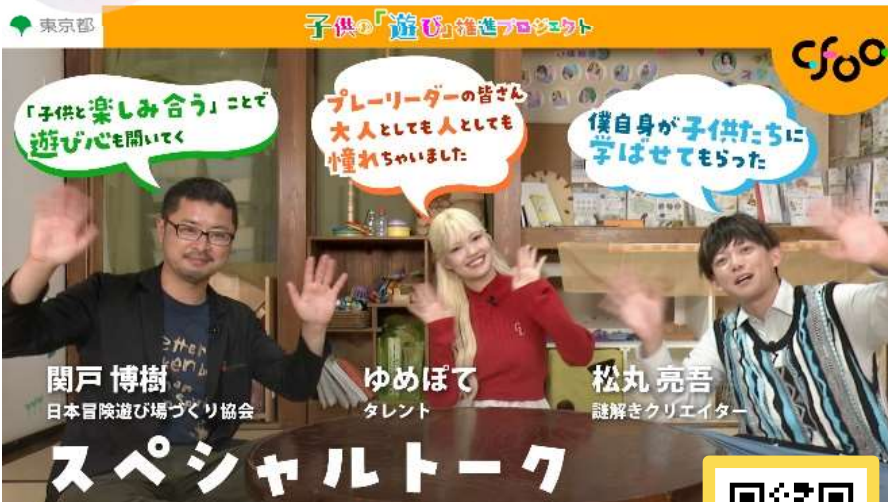 東京都
子供の「遊び」推進プロジェクト
cfoo
「子供と楽しみ合う」ことで
遊び心も開いてく
プレーリーダーの皆さん
大人としても人としても
憧れちゃいました
僕自身が子供たちに
学ばせてもらった
関戸 博樹
日本冒険遊び場づくり協会
ゆめぽて
タレント
松丸 亮吾
謎解きクリエイター
スペシャルトーク